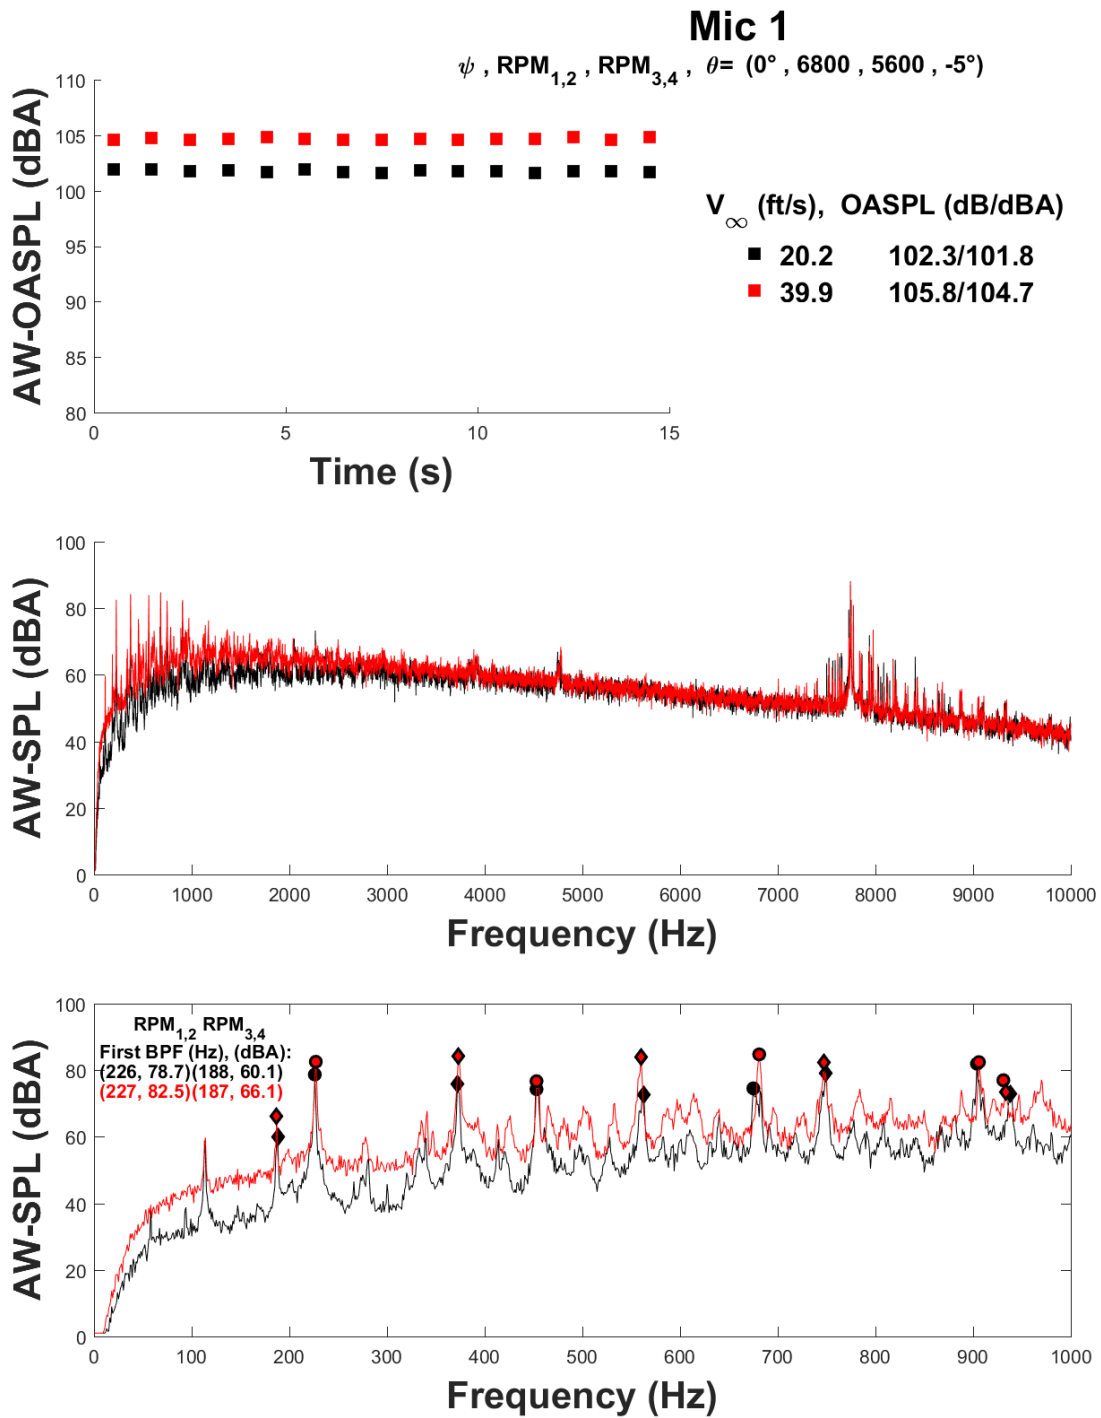 Mic 1
ψ , RPM1,2 , RPM3,4 , θ= (0° , 6800 , 5600 , -5°)
110
105
100
95
90
85
80
AW-OASPL (dBA)
0 5 10 15
Time (s)
V∞ (ft/s), OASPL (dB/dBA)
20.2 102.3/101.8
39.9 105.8/104.7
100
80
60
40
20
0
AW-SPL (dBA)
0 1000 2000 3000 4000 5000 6000 7000 8000 9000 10000
Frequency (Hz)
100
80
60
40
20
0
AW-SPL (dBA)
RPM1,2 RPM3,4
First BPF (Hz), (dBA):
(226, 78.7)(188, 60.1)
(227, 82.5)(187, 66.1)
0 100 200 300 400 500 600 700 800 900 1000
Frequency (Hz)